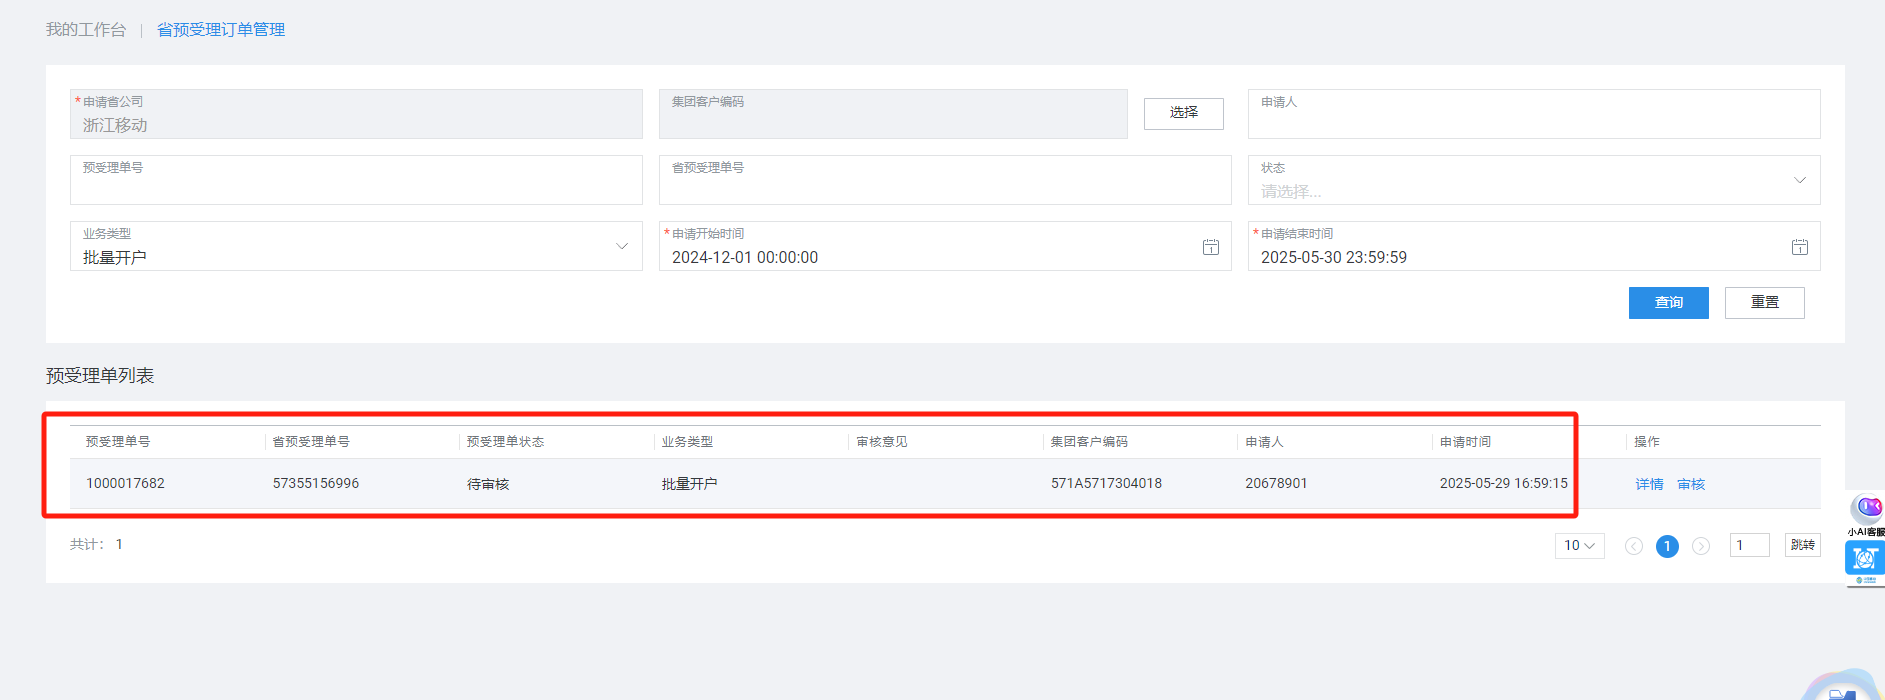 我的工作台 | 省预受理订单管理
* 申请省公司
浙江移动
集团客户编码
选择
申请人
预受理单号
省预受理单号
状态
请选择...
业务类型
批量开户
* 申请开始时间
2024-12-01 00:00:00
* 申请结束时间
2025-05-30 23:59:59
查询 重置
预受理单列表
预受理单号 省预受理单号 预受理单状态 业务类型 审核意见 集团客户编码 申请人 申请时间 操作
1000017682 57355156996 待审核 批量开户 571A5717304018 20678901 2025-05-29 16:59:15 详情 审核
共计: 1 10 1 1 跳转
小AI客服